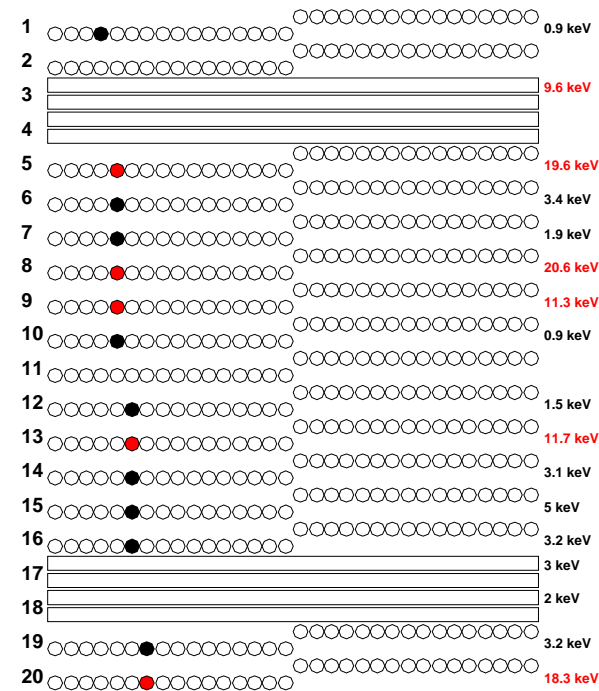 1 0.9 keV
2
3 9.6 keV
4
5 19.6 keV
6 3.4 keV
7 1.9 keV
8 20.6 keV
9 11.3 keV
10 0.9 keV
11
12 1.5 keV
13 11.7 keV
14 3.1 keV
15 5 keV
16 3.2 keV
17 3 keV
18 2 keV
19 3.2 keV
20 18.3 keV